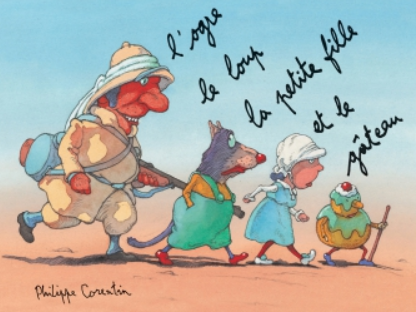 l'ogre
le loup
la petite fille
et le
gâteau
Philippe Corentin